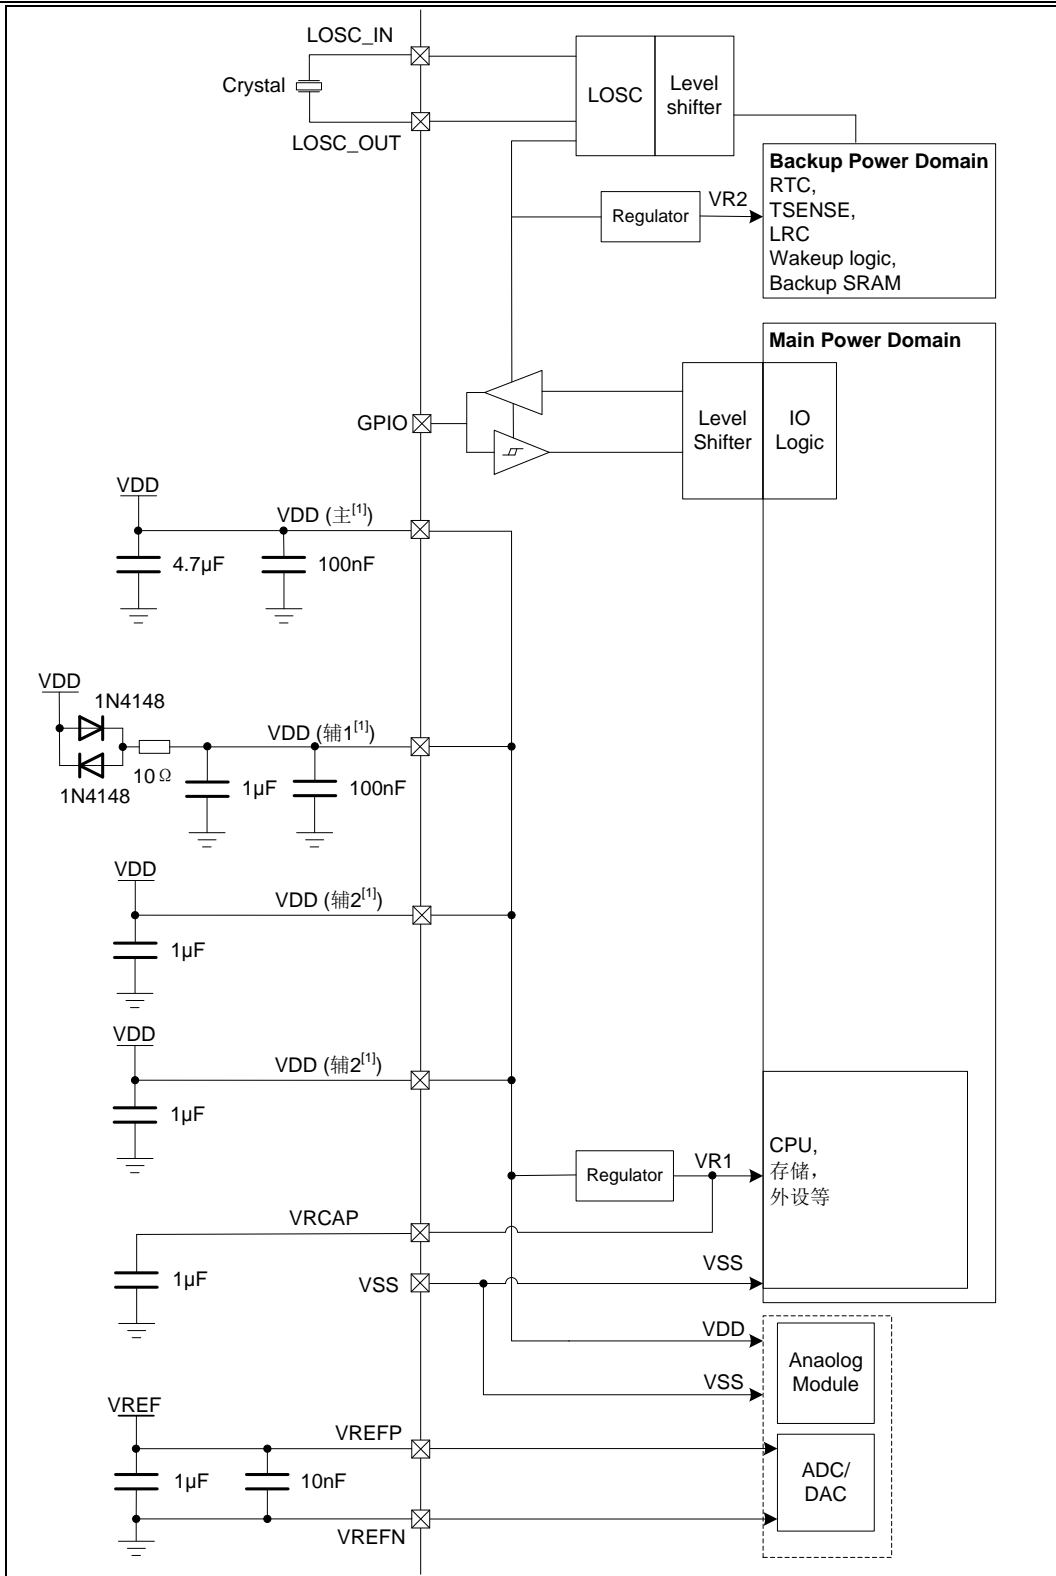 LOSC_IN
Crystal
LOSC_OUT
LOSC
Level
shifter
Backup Power Domain
RTC,
TSENSE,
LRC
Wakeup logic,
Backup SRAM
Regulator
VR2
Main Power Domain
GPIO
Level
Shifter
IO
Logic
VDD
VDD (主[1])
4.7µF
100nF
VDD
1N4148
VDD (辅1[1])
10Ω
1N4148
1µF
100nF
VDD
VDD (辅2[1])
1µF
VDD
VDD (辅2[1])
1µF
Regulator
VR1
CPU,
存储，
外设等
VRCAP
1µF
VSS
VSS
VDD
VSS
Anaolog
Module
VREF
VREFP
1µF
10nF
ADC/
DAC
VREFN